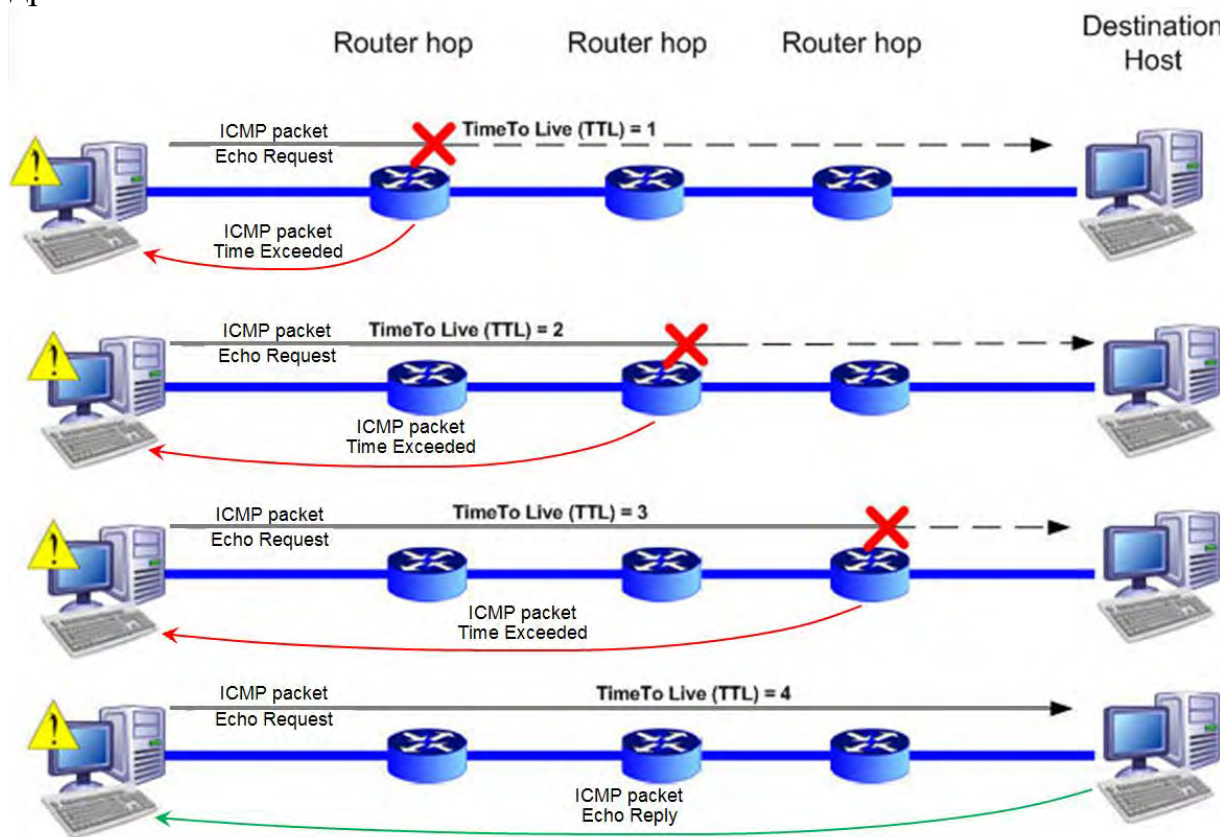 др
Router hop Router hop Router hop Destination
Host
ICMP packet TimeTo Live (TTL) = 1
Echo Request
ICMP packet
Time Exceeded
ICMP packet TimeTo Live (TTL) = 2
Echo Request
ICMP packet
Time Exceeded
ICMP packet TimeTo Live (TTL) = 3
Echo Request
ICMP packet
Time Exceeded
ICMP packet TimeTo Live (TTL) = 4
Echo Request
ICMP packet
Echo Reply